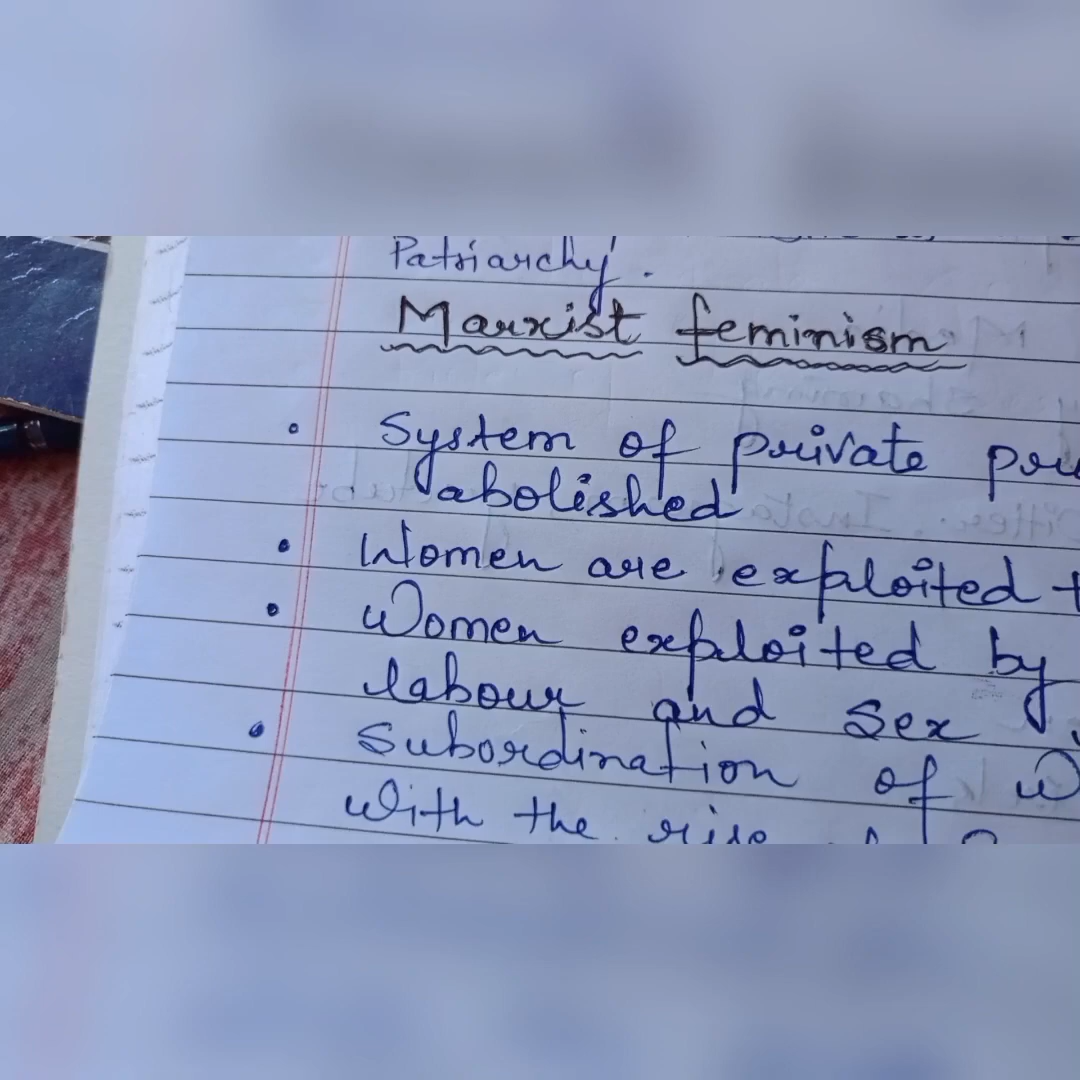 Patriarchy.
Marxist feminism
System of private
abolished
Women are exploited
Women exploited by
labour and sex
Subordination of
with the rise